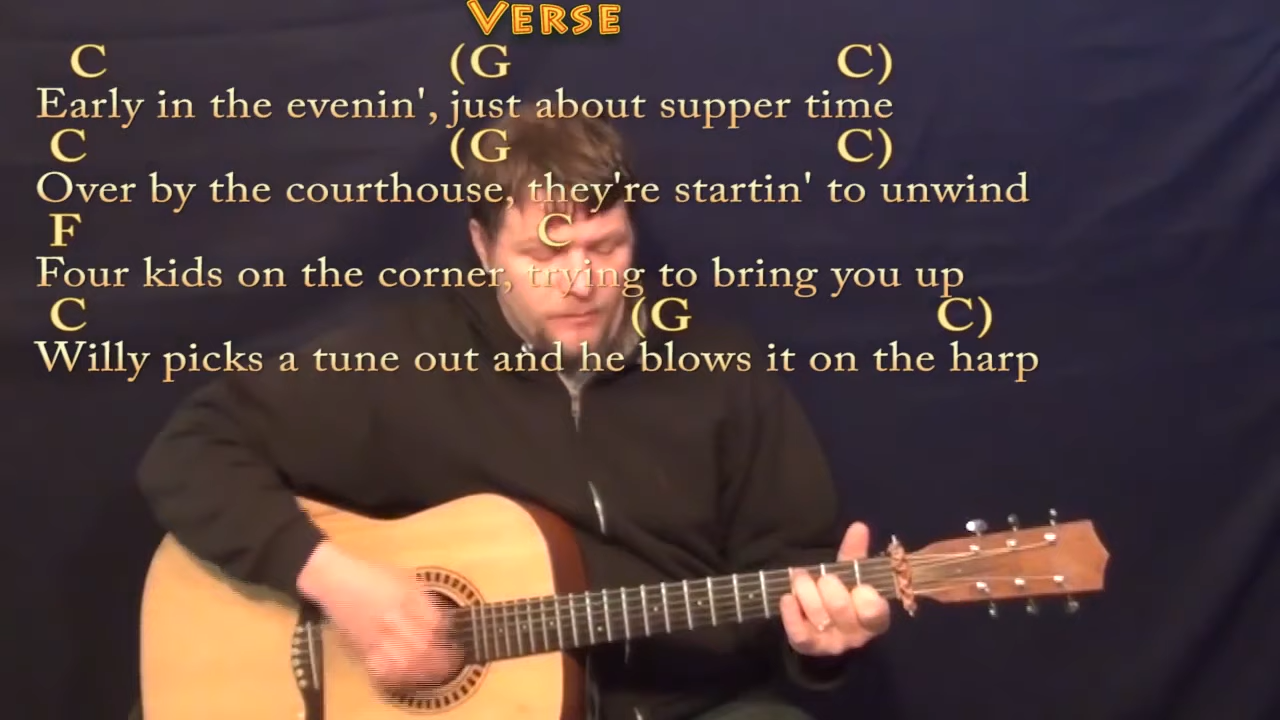 VERSE
C (G C)
Early in the evenin', just about supper time
C (G C)
Over by the courthouse, they're startin' to unwind
F C
Four kids on the corner, trying to bring you up
C (G C)
Willy picks a tune out and he blows it on the harp